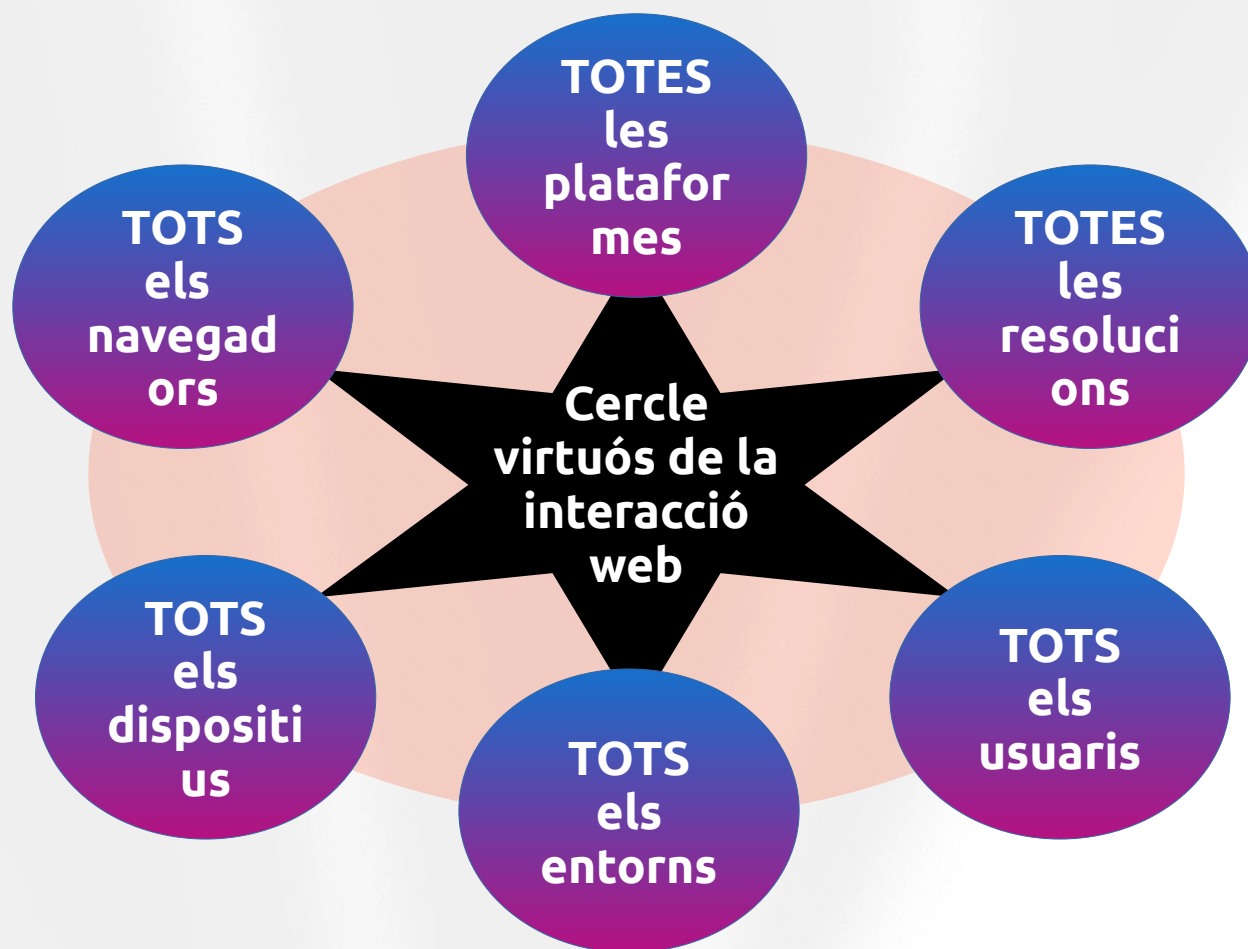 TOTES
les
platafor
mes
TOTS
els
navegad
ors
TOTES
les
resoluci
ons
Cercle
virtuós de la
interacció
web
TOTS
els
dispositi
us
TOTS
els
entorns
TOTS
els
usuaris